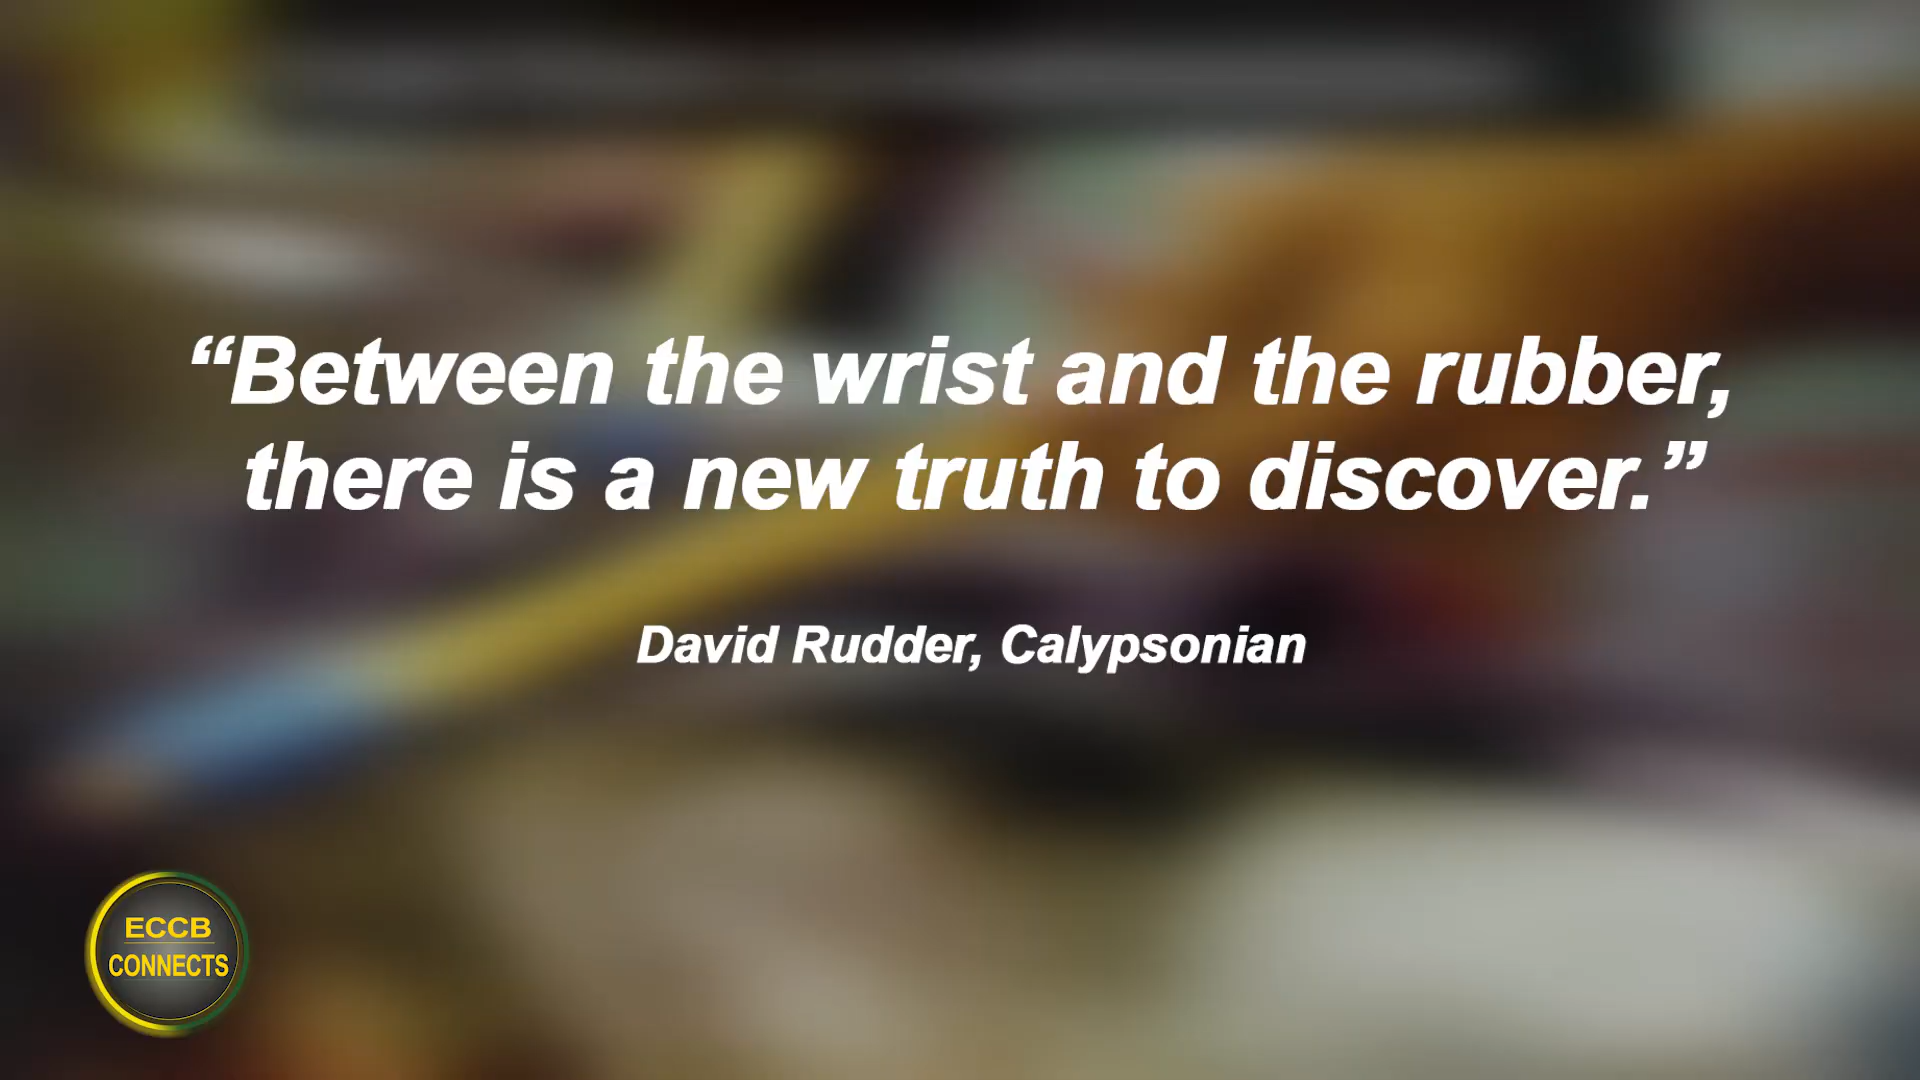 “Between the wrist and the rubber,
there is a new truth to discover.”
David Rudder, Calypsonian
ECCB
CONNECTS